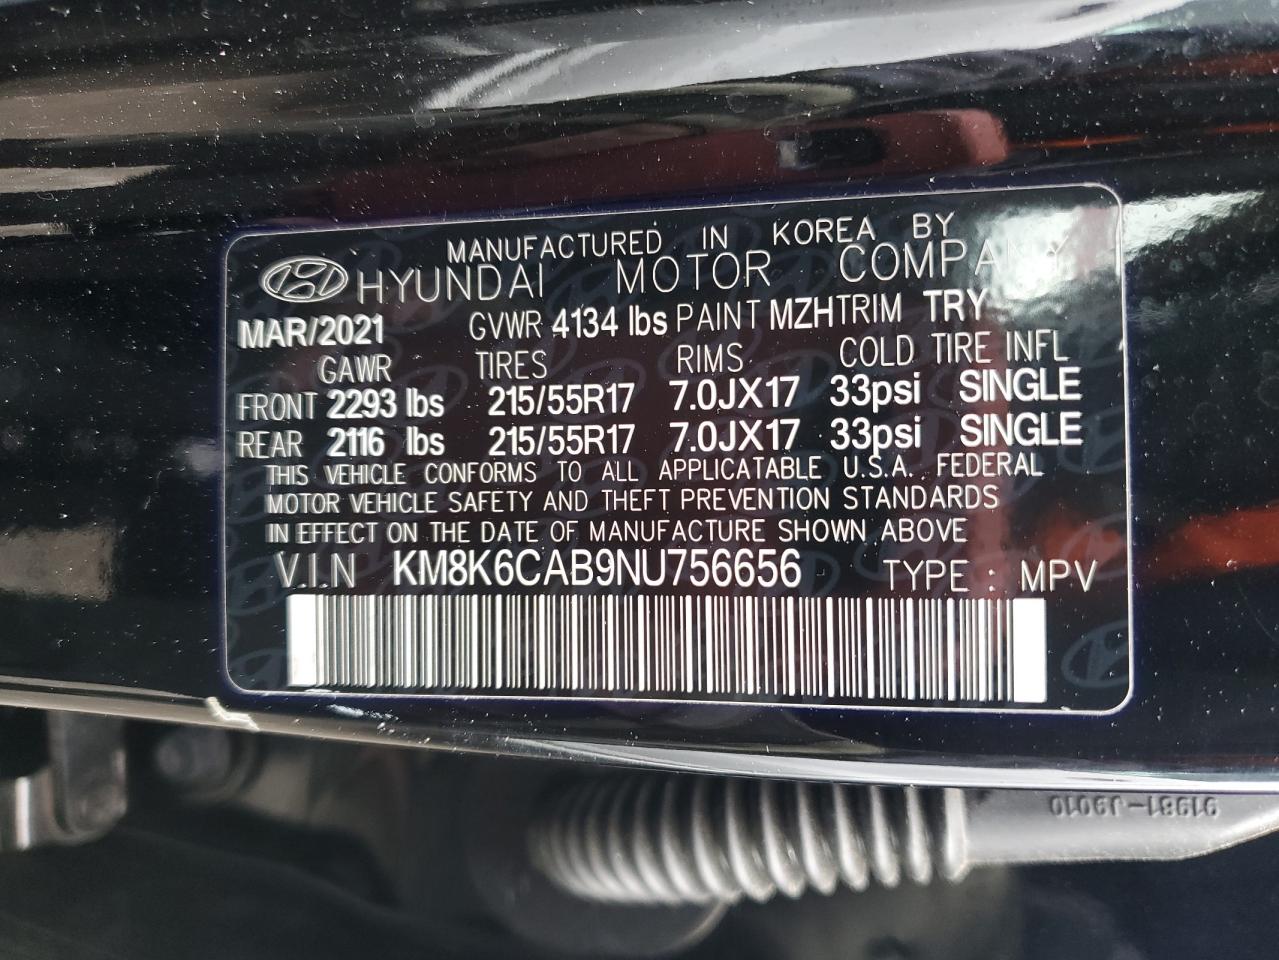 MANUFACTURED IN KOREA BY
HYUNDAI MOTOR COMPANY
MAR/2021 GVWR 4134 lbs PAINT MZH TRIM TRY
GAWR TIRES RIMS COLD TIRE INFL
FRONT 2293 lbs 215/55R17 7.0JX17 33psi SINGLE
REAR 2116 lbs 215/55R17 7.0JX17 33psi SINGLE
THIS VEHICLE CONFORMS TO ALL APPLICATABLE U.S.A. FEDERAL
MOTOR VEHICLE SAFETY AND THEFT PREVENTION STANDARDS
IN EFFECT ON THE DATE OF MANUFACTURE SHOWN ABOVE
V.I.N KM8K6CAB9NU756656 TYPE : MPV
91981-J9010